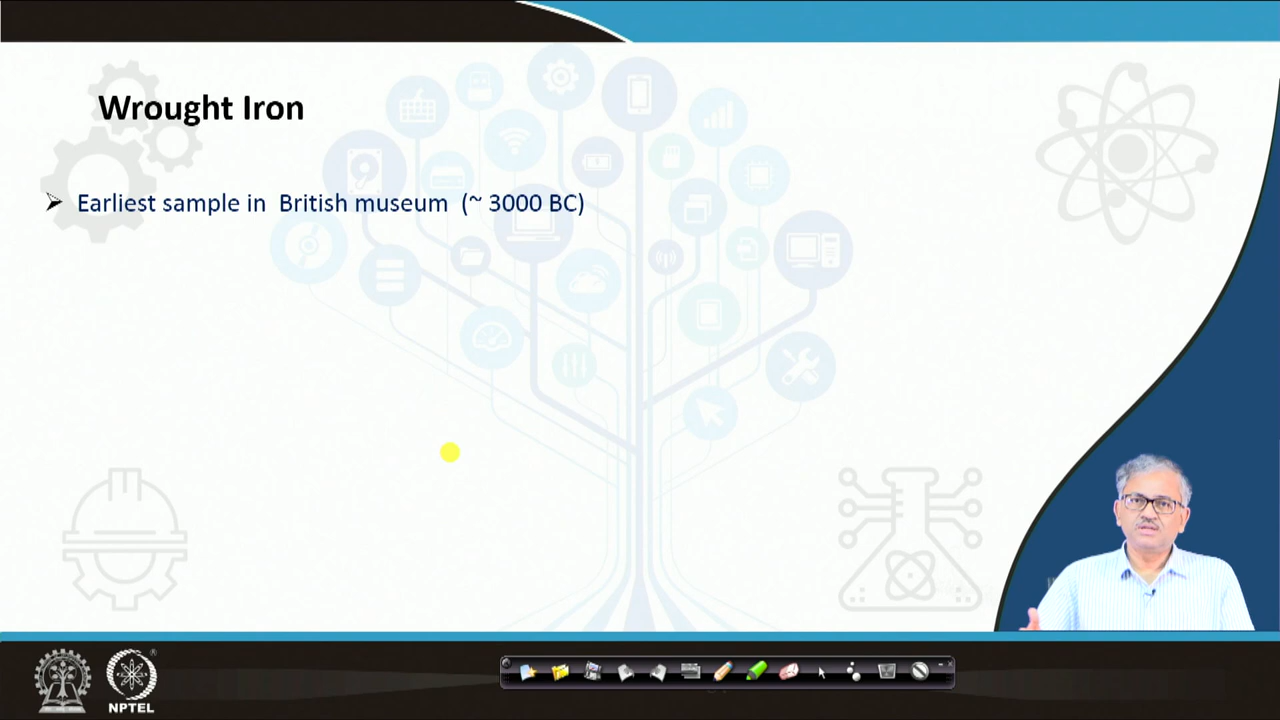 Wrought Iron
➢ Earliest sample in British museum (~ 3000 BC)
NPTEL